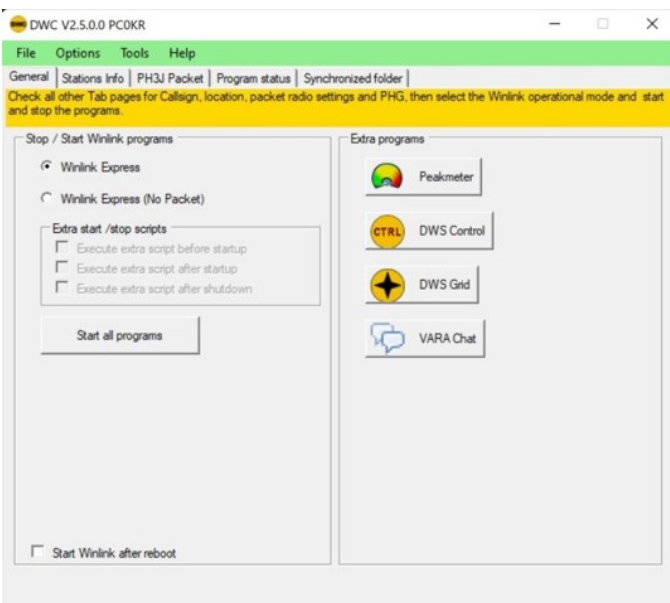 DWC V2.5.0.0 PC0KR
File Options Tools Help
General Stations Info PH3J Packet Program status Synchronized folder
Check all other Tab pages for Callsign, location, packet radio settings and PHG, then select the Winlink operational mode and start
and stop the programs.
Stop / Start Winlink programs
Winlink Express
Winlink Express (No Packet)
Extra start /stop scripts
Execute extra script before startup
Execute extra script after startup
Execute extra script after shutdown
Start all programs
Start Winlink after reboot
Extra programs
Peakmeter
CTRL DWS Control
DWS Grid
VARA Chat